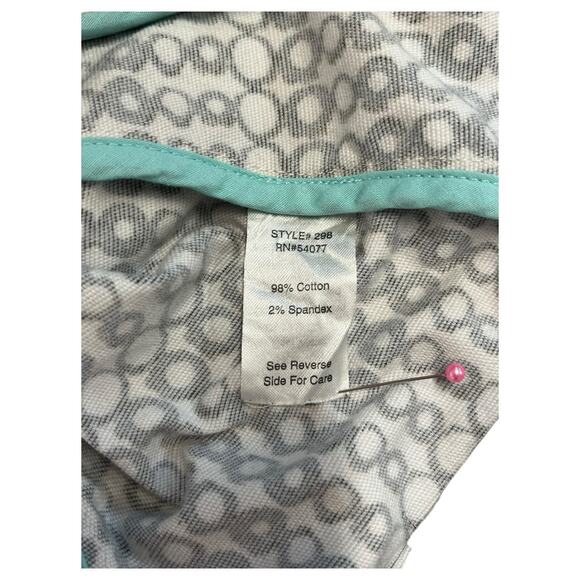 STYLE# 298
RN#54077
98% Cotton
2% Spandex
See Reverse
Side For Care